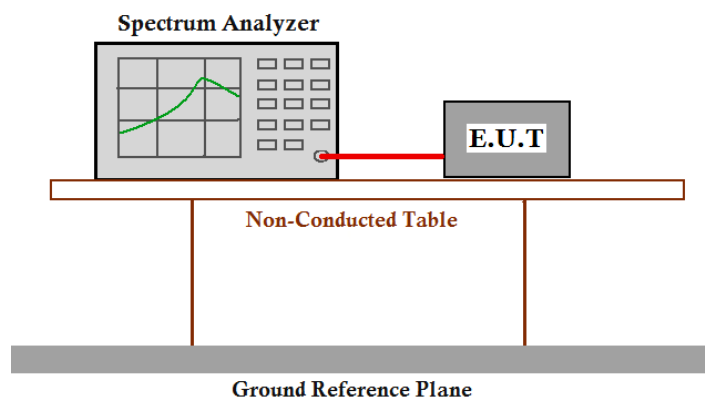 Spectrum Analyzer
E.U.T
Non-Conducted Table
Ground Reference Plane